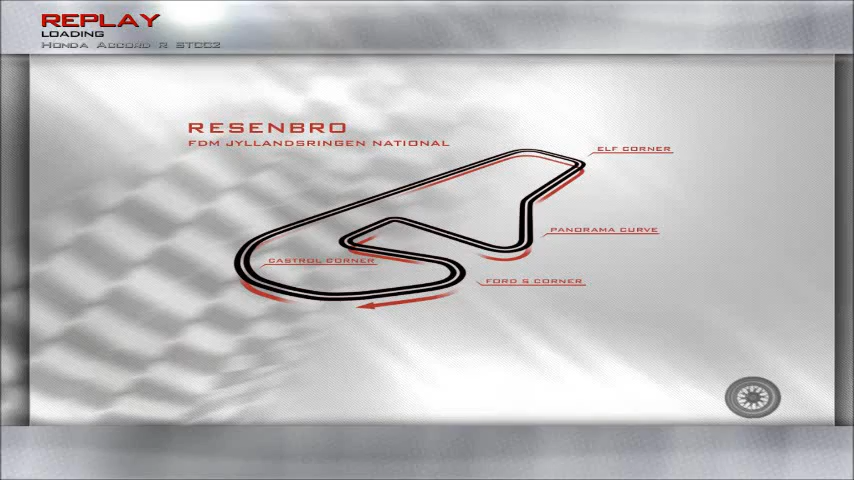 REPLAY
LOADING
HONDA ACCORD R STCC2
RESENBRO
FDM JYLLANDSRINGEN NATIONAL
ELF CORNER
PANORAMA CURVE
CASTROL CORNER
FORD S CORNER